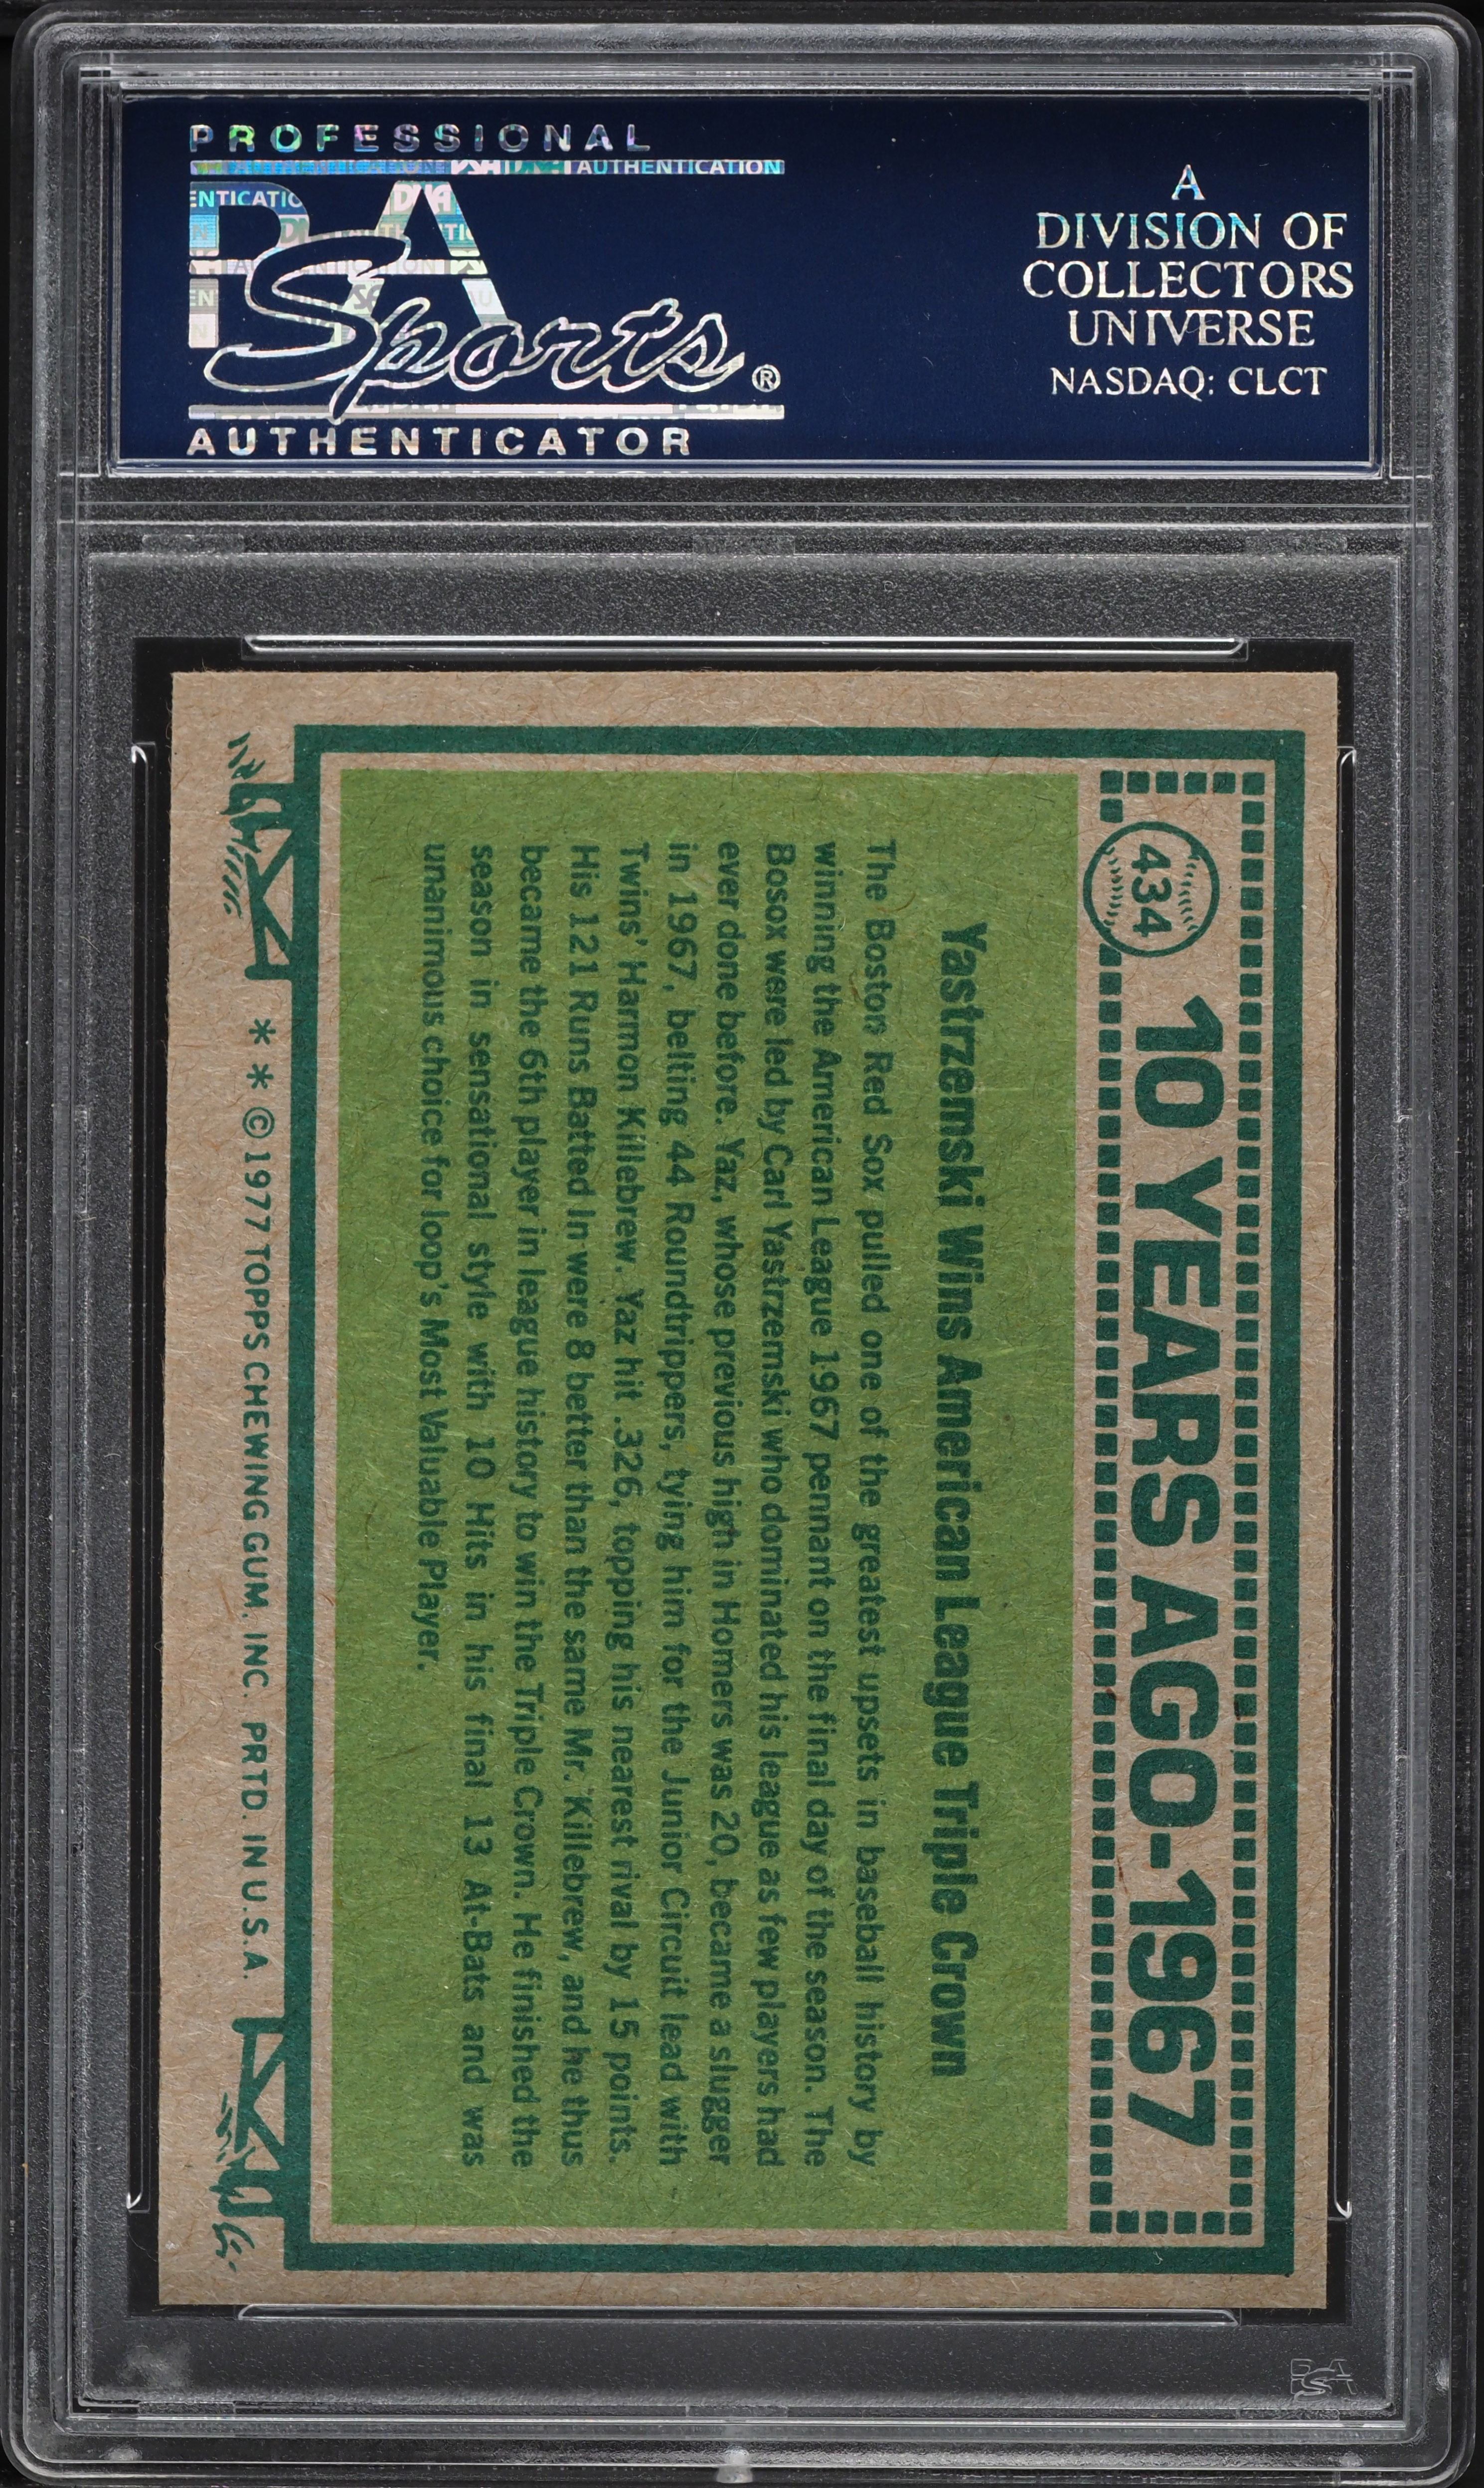 PROFESSIONAL
AUTHENTICATION
PSA
Sports®
AUTHENTICATOR
A
DIVISION OF
COLLECTORS
UNIVERSE
NASDAQ: CLCT
434
10 YEARS AGO-1967
Yastrzemski Wins American League Triple Crown
The Boston Red Sox pulled one of the greatest upsets in baseball history by
winning the American League 1967 pennant on the final day of the season. The
Bosox were led by Carl Yastrzemski who dominated his league as few players had
ever done before. Yaz, whose previous high in Homers was 20, became a slugger
in 1967, belting 44 Roundtrippers, tying him for the Junior Circuit lead with
Twins' Harmon Killebrew. Yaz hit .326, topping his nearest rival by 15 points.
His 121 Runs Batted In were 8 better than the same Mr. Killebrew, and he thus
became the 6th player in league history to win the Triple Crown. He finished the
season in sensational style with 10 Hits in his final 13 At-Bats and was
unanimous choice for loop's Most Valuable Player.
** © 1977 TOPPS CHEWING GUM, INC. PRTD. IN U.S.A.